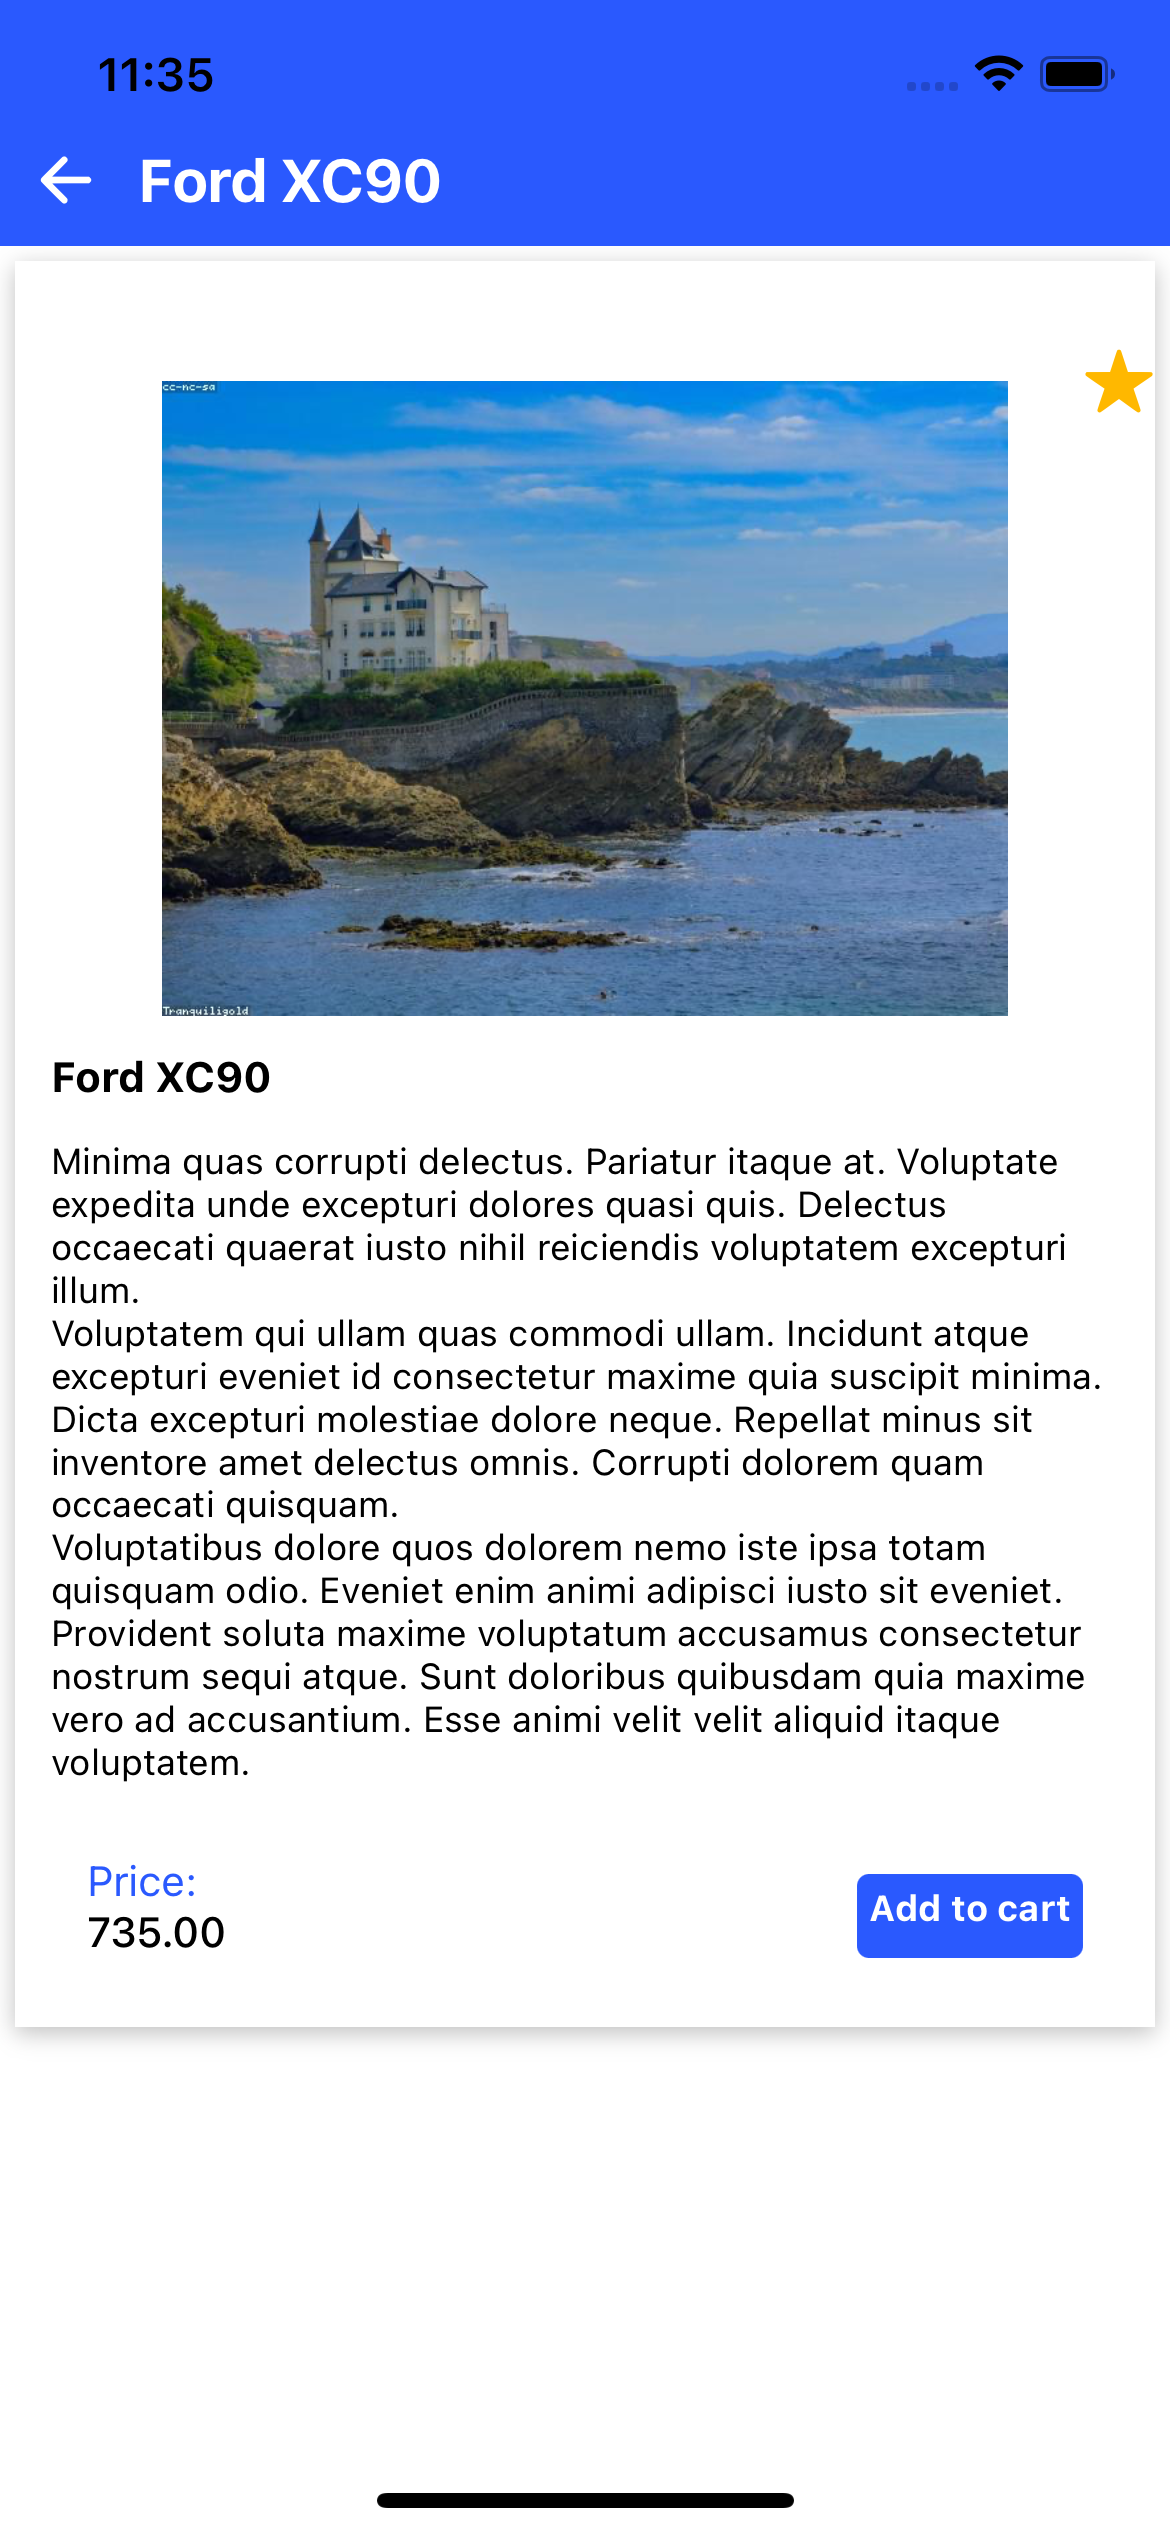 11:35
Ford XC90
cc-nc-sa
Tranquiligold
Ford XC90
Minima quas corrupti delectus. Pariatur itaque at. Voluptate
expedita unde excepturi dolores quasi quis. Delectus
occaecati quaerat iusto nihil reiciendis voluptatem excepturi
illum.
Voluptatem qui ullam quas commodi ullam. Incidunt atque
excepturi eveniet id consectetur maxime quia suscipit minima.
Dicta excepturi molestiae dolore neque. Repellat minus sit
inventore amet delectus omnis. Corrupti dolorem quam
occaecati quisquam.
Voluptatibus dolore quos dolorem nemo iste ipsa totam
quisquam odio. Eveniet enim animi adipisci iusto sit eveniet.
Provident soluta maxime voluptatum accusamus consectetur
nostrum sequi atque. Sunt doloribus quibusdam quia maxime
vero ad accusantium. Esse animi velit velit aliquid itaque
voluptatem.
Price:
735.00
Add to cart